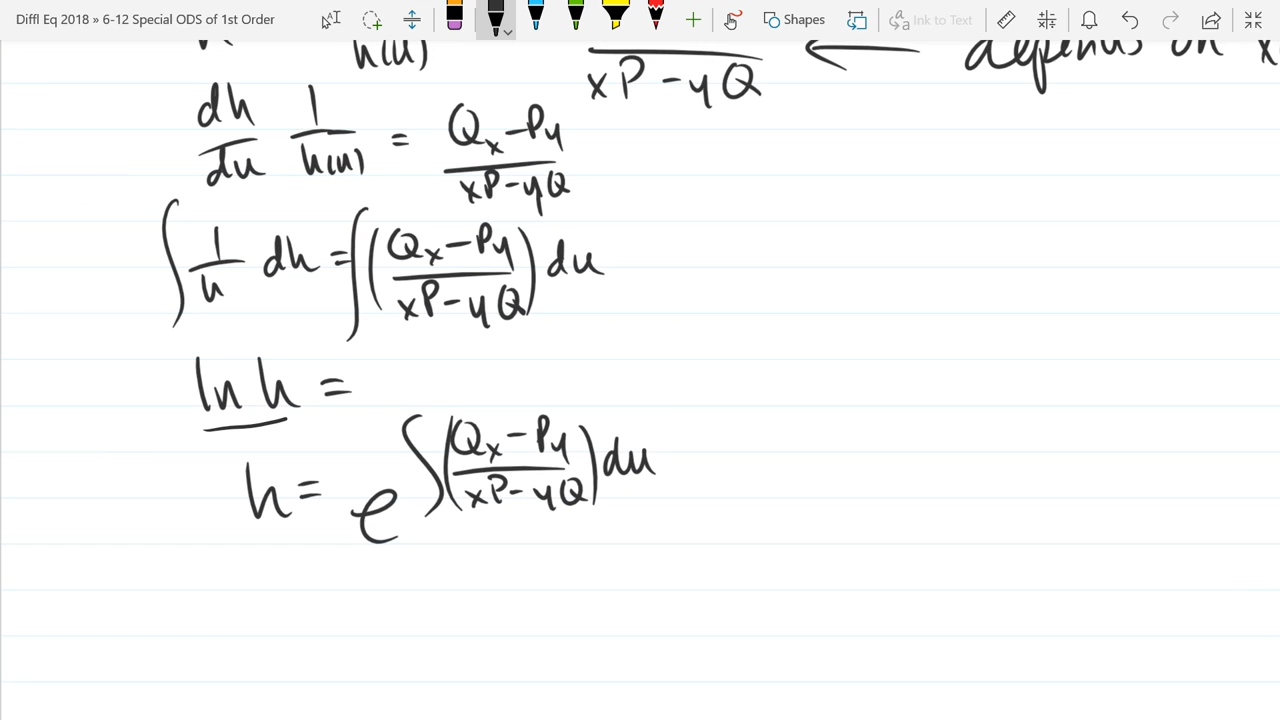 Diffl Eq 2018 » 6-12 Special ODS of 1st Order
Shapes
Ink to Text
h(u)
xP - yQ
depends on x
dh/du 1/h(u) = (Qx - Py)/(xP - yQ)
∫ 1/h dh = ∫ ((Qx - Py)/(xP - yQ)) du
ln h =
h = e^∫((Qx - Py)/(xP - yQ)) du